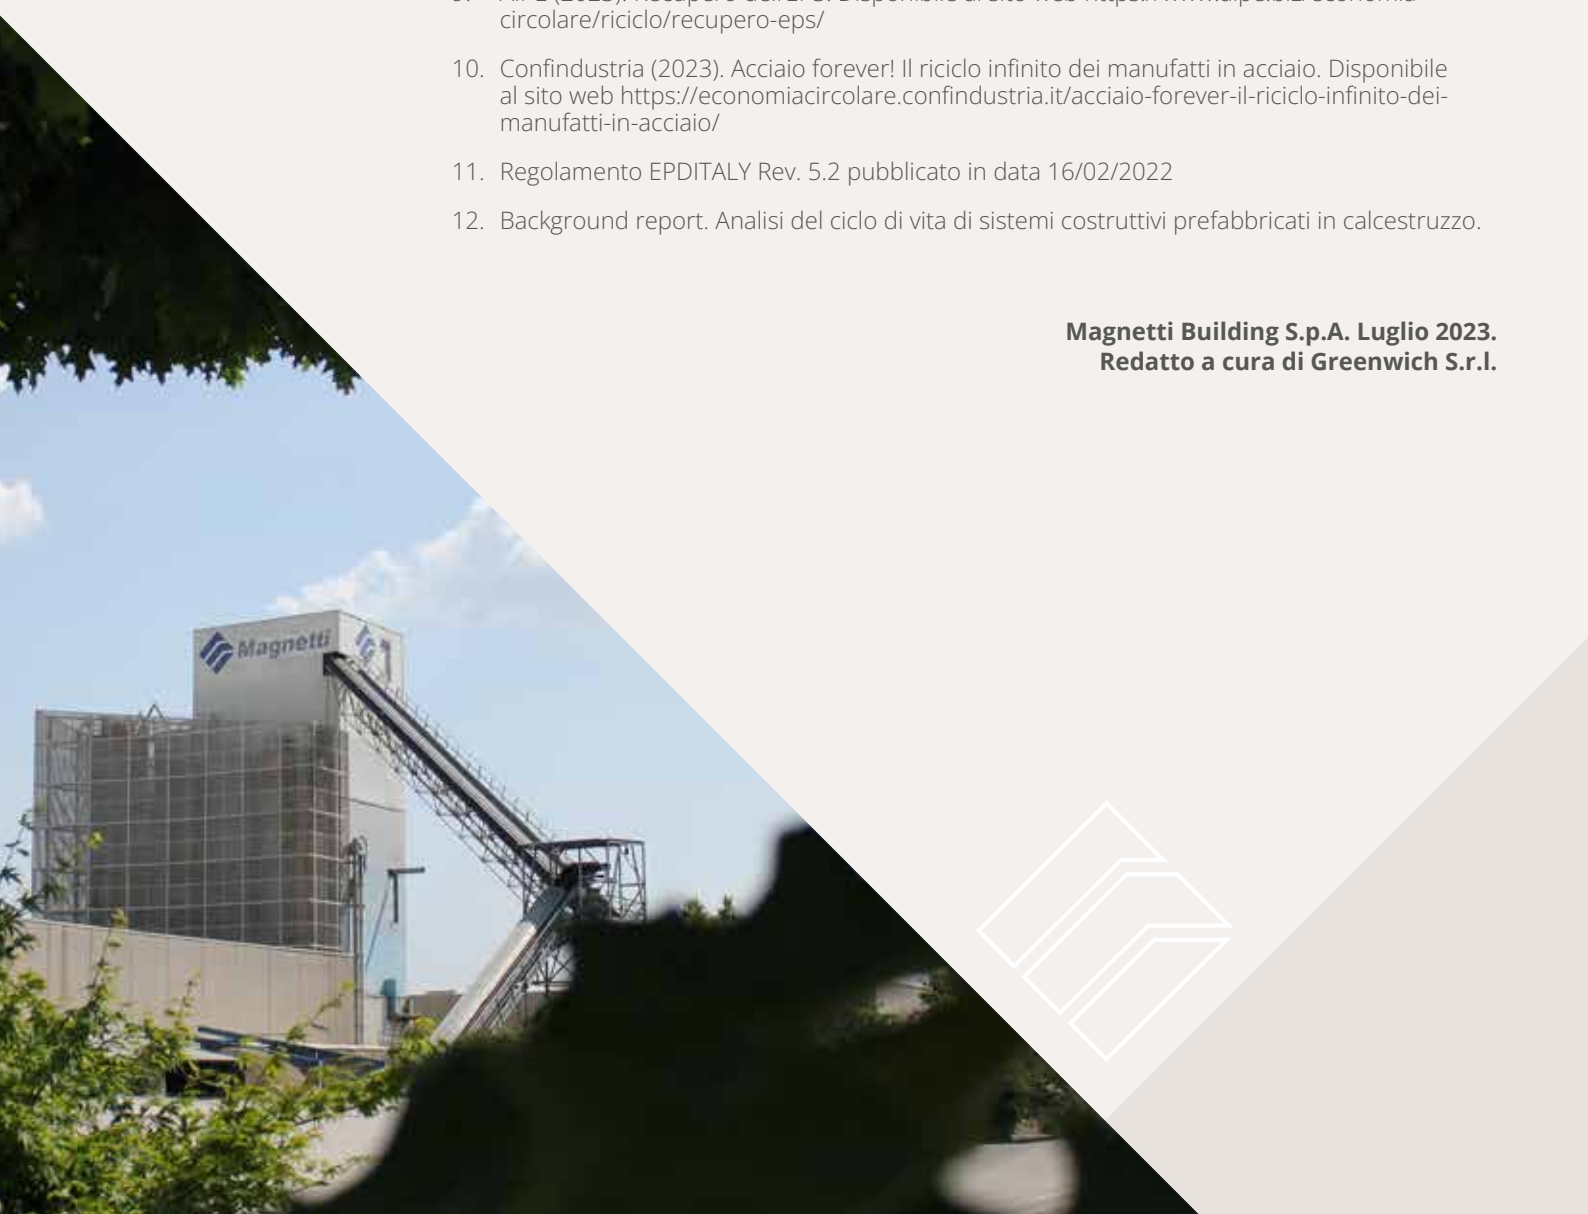 circolare/riciclo/recupero-eps/
10. Confindustria (2023). Acciaio forever! Il riciclo infinito dei manufatti in acciaio. Disponibile
al sito web https://economiacircolare.confindustria.it/acciaio-forever-il-riciclo-infinito-dei-
manufatti-in-acciaio/
11. Regolamento EPDITALY Rev. 5.2 pubblicato in data 16/02/2022
12. Background report. Analisi del ciclo di vita di sistemi costruttivi prefabbricati in calcestruzzo.
Magnetti Building S.p.A. Luglio 2023.
Redatto a cura di Greenwich S.r.l.
Magnetti
1